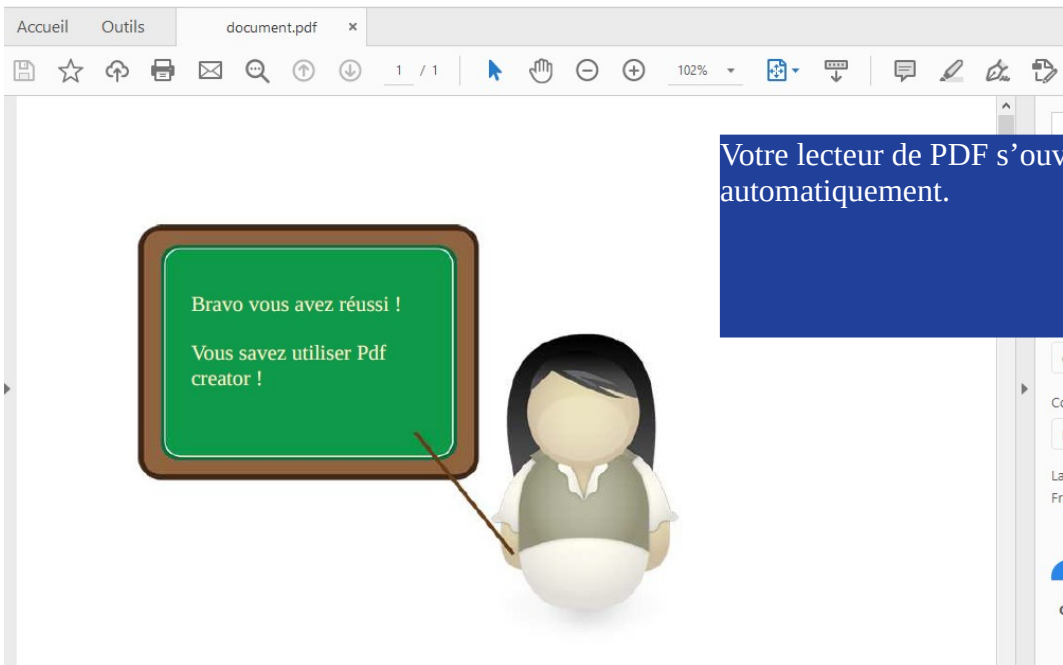 Accueil Outils document.pdf ×
1 / 1 102%
Votre lecteur de PDF s’ouv
automatiquement.
Bravo vous avez réussi !
Vous savez utiliser Pdf
creator !